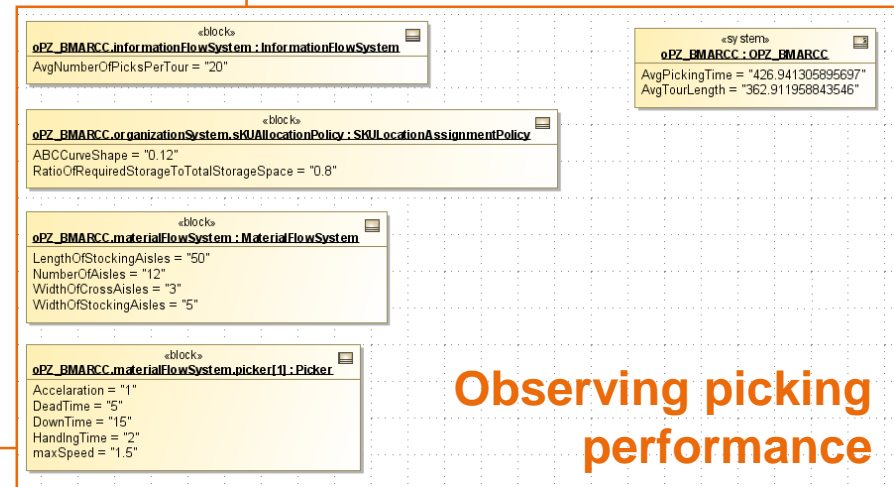 «block»
oPZ_BMARCC.informationFlowSystem : InformationFlowSystem
AvgNumberOfPicksPerTour = "20"
«system»
oPZ_BMARCC : OPZ_BMARCC
AvgPickingTime = "426.941305895697"
AvgTourLength = "362.911958843546"
«block»
oPZ_BMARCC.organizationSystem.sKUAllocationPolicy : SKULocationAssignmentPolicy
ABCCurveShape = "0.12"
RatioOfRequiredStorageToTotalStorageSpace = "0.8"
«block»
oPZ_BMARCC.materialFlowSystem : MaterialFlowSystem
LengthOfStockingAisles = "50"
NumberOfAisles = "12"
WidthOfCrossAisles = "3"
WidthOfStockingAisles = "5"
«block»
oPZ_BMARCC.materialFlowSystem.picker[1] : Picker
Accelaration = "1"
DeadTime = "5"
DownTime = "15"
HandlngTime = "2"
maxSpeed = "1.5"
Observing picking
performance